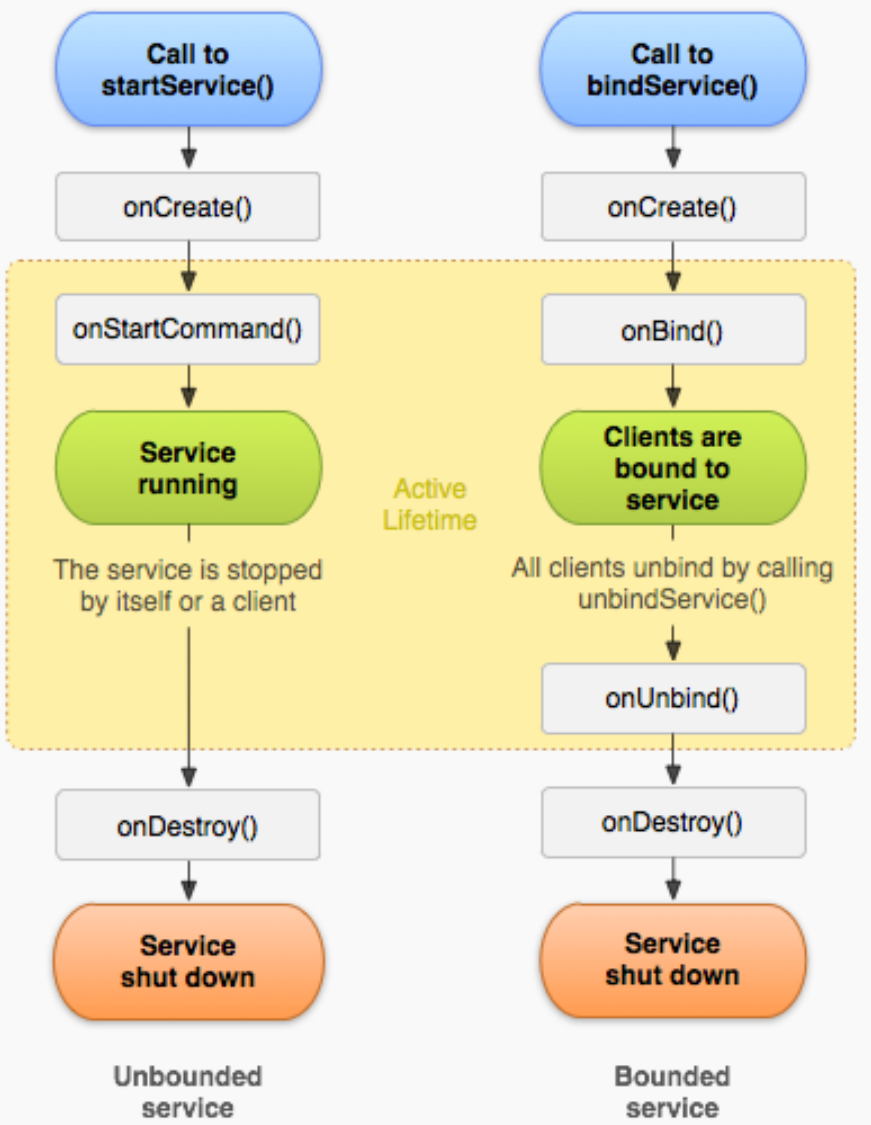 Call to
startService()
onCreate()
onStartCommand()
Service
running
The service is stopped
by itself or a client
onDestroy()
Service
shut down
Unbounded
service
Active
Lifetime
Call to
bindService()
onCreate()
onBind()
Clients are
bound to
service
All clients unbind by calling
unbindService()
onUnbind()
onDestroy()
Service
shut down
Bounded
service